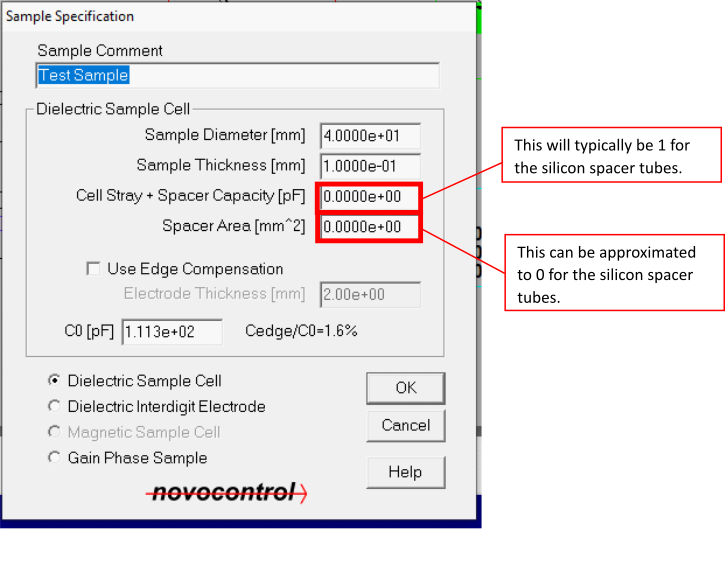 Sample Specification
Sample Comment
Test Sample
Dielectric Sample Cell
Sample Diameter [mm] 4.0000e+01
Sample Thickness [mm] 1.0000e-01
Cell Stray + Spacer Capacity [pF] 0.0000e+00
Spacer Area [mm^2] 0.0000e+00
Use Edge Compensation
Electrode Thickness [mm] 2.00e+00
C0 [pF] 1.113e+02 Cedge/C0=1.6%
Dielectric Sample Cell
Dielectric Interdigit Electrode
Magnetic Sample Cell
Gain Phase Sample
OK
Cancel
Help
novocontrol
This will typically be 1 for
the silicon spacer tubes.
This can be approximated
to 0 for the silicon spacer
tubes.